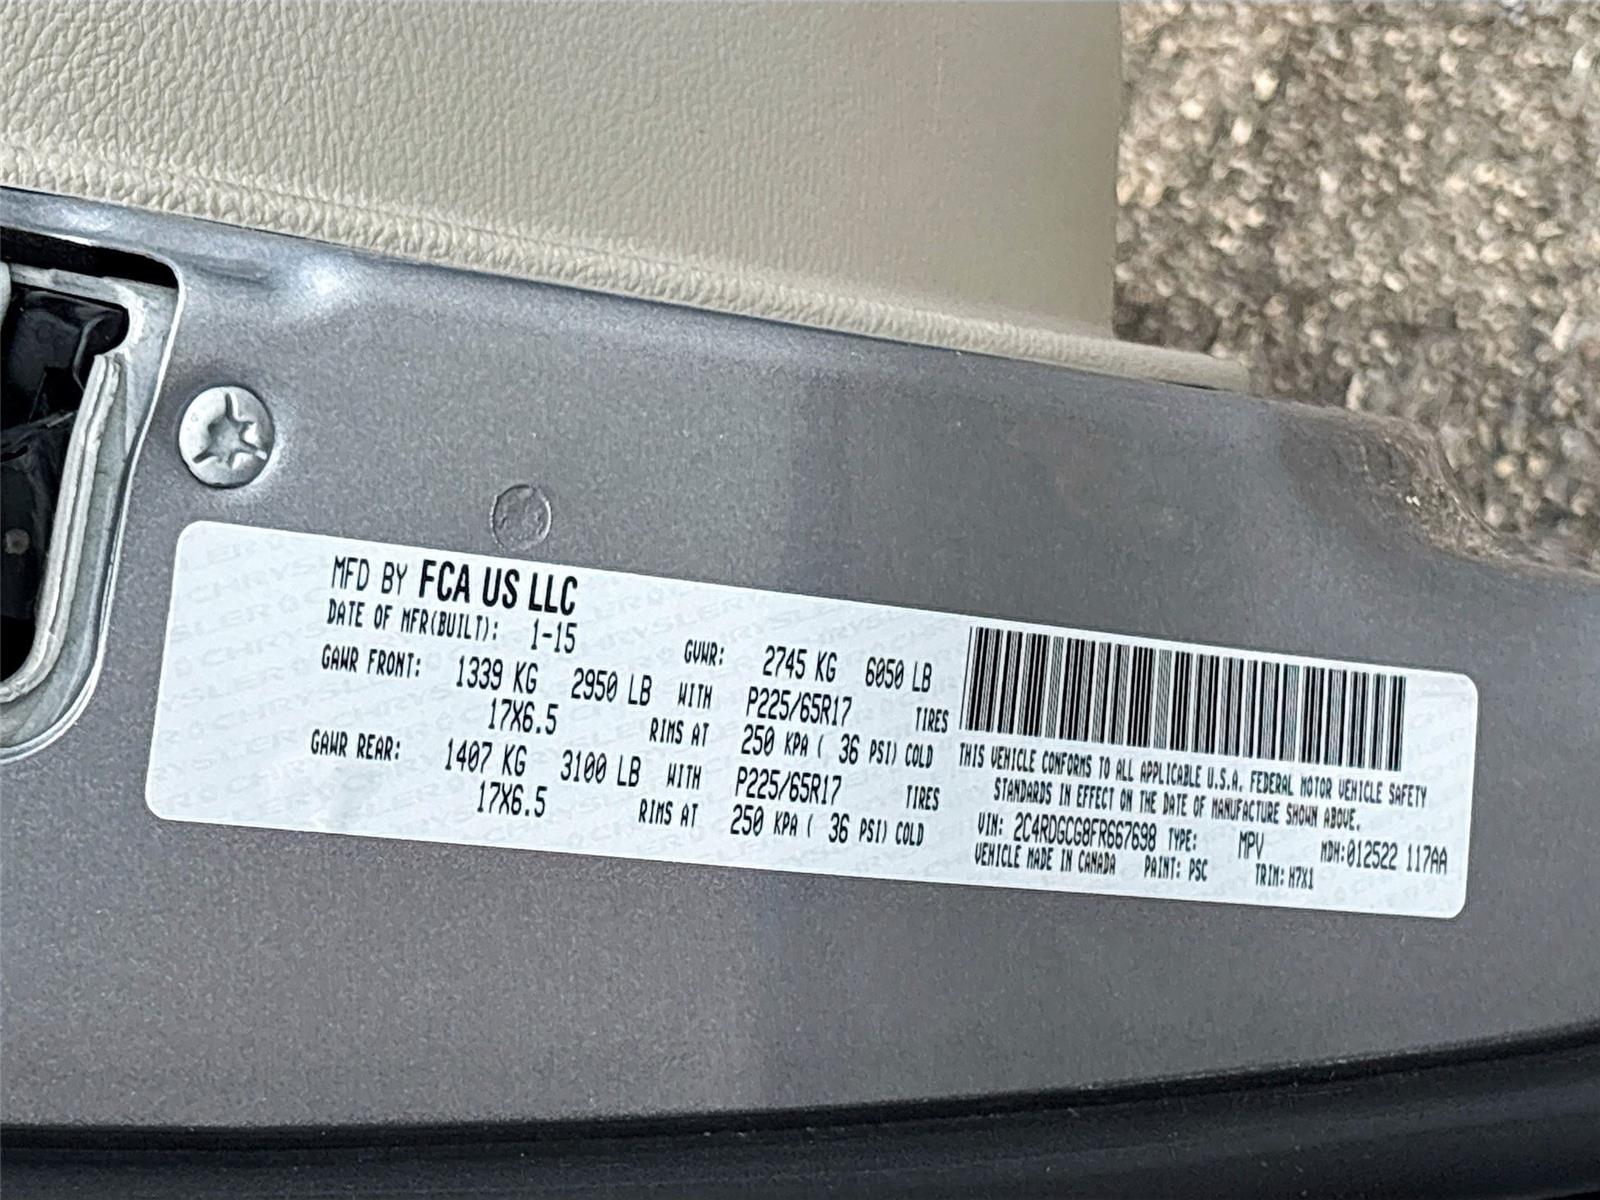 MFD BY FCA US LLC
DATE OF MFR(BUILT): 1-15 GVWR: 2745 KG 6050 LB
GAWR FRONT: 1339 KG 2950 LB WITH P225/65R17 TIRES
17X6.5 RIMS AT 250 KPA ( 36 PSI) COLD
GAWR REAR: 1407 KG 3100 LB WITH P225/65R17 TIRES
17X6.5 RIMS AT 250 KPA ( 36 PSI) COLD
THIS VEHICLE CONFORMS TO ALL APPLICABLE U.S.A. FEDERAL MOTOR VEHICLE SAFETY
STANDARDS IN EFFECT ON THE DATE OF MANUFACTURE SHOWN ABOVE.
VIN: 2C4RDGCG8FR667698 TYPE: MPV MDH:012522 117AA
VEHICLE MADE IN CANADA PAINT: PSC TRIM: H7X1